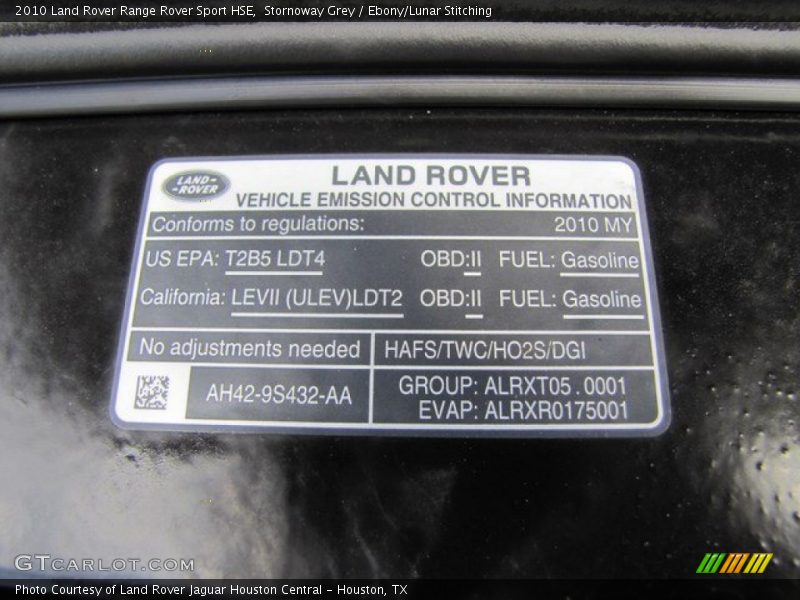 2010 Land Rover Range Rover Sport HSE, Stornoway Grey / Ebony/Lunar Stitching
LAND-
-ROVER
LAND ROVER
VEHICLE EMISSION CONTROL INFORMATION
Conforms to regulations: 2010 MY
US EPA: T2B5 LDT4 OBD:II FUEL: Gasoline
California: LEVII (ULEV)LDT2 OBD:II FUEL: Gasoline
No adjustments needed HAFS/TWC/HO2S/DGI
AH42-9S432-AA
GROUP: ALRXT05.0001
EVAP: ALRXR0175001
GTCARLOT.COM
Photo Courtesy of Land Rover Jaguar Houston Central - Houston, TX